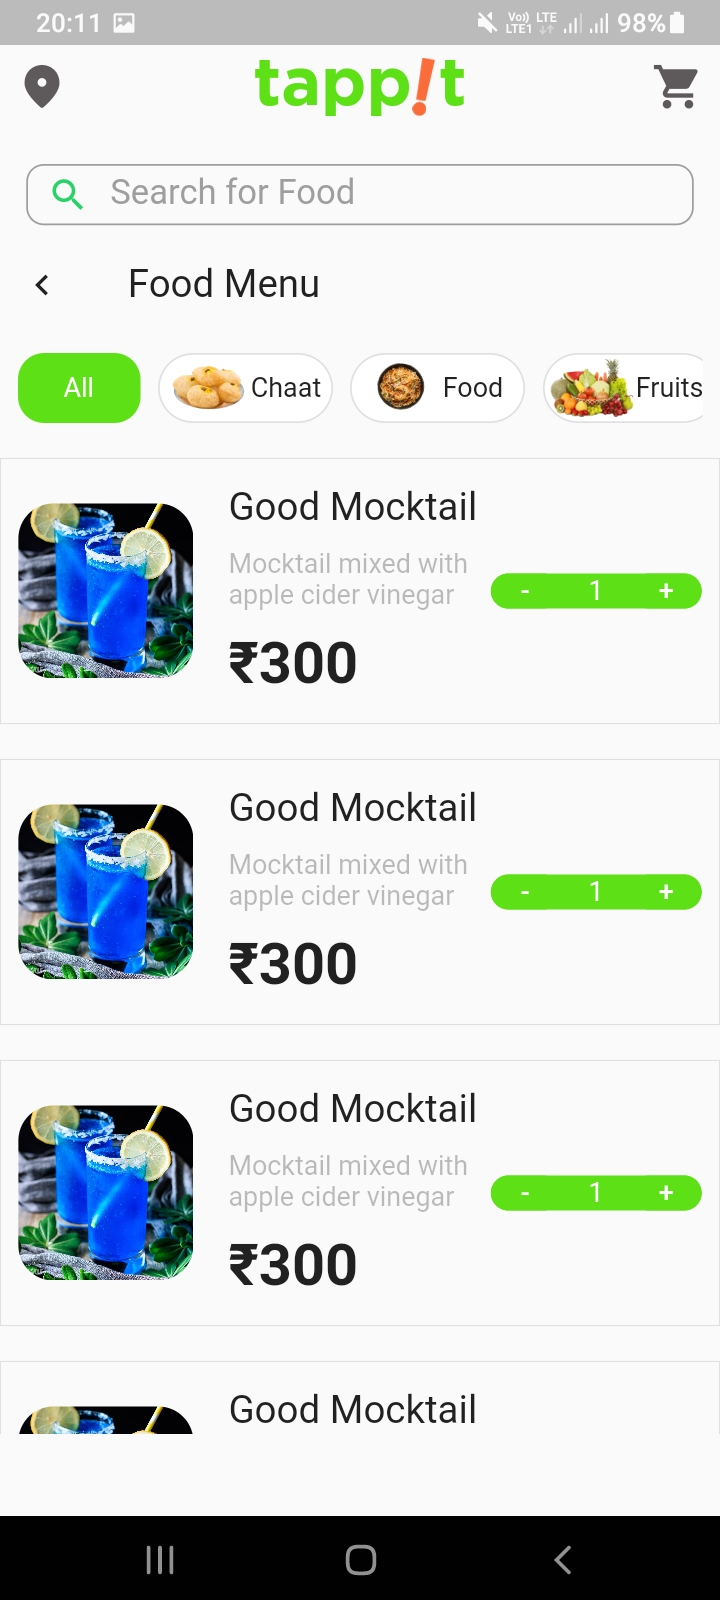 20:11 Vo)) LTE LTE1 98%
tapp!t
Search for Food
Food Menu
All Chaat Food Fruits
Good Mocktail
Mocktail mixed with
apple cider vinegar
- 1 +
₹300
Good Mocktail
Mocktail mixed with
apple cider vinegar
- 1 +
₹300
Good Mocktail
Mocktail mixed with
apple cider vinegar
- 1 +
₹300
Good Mocktail